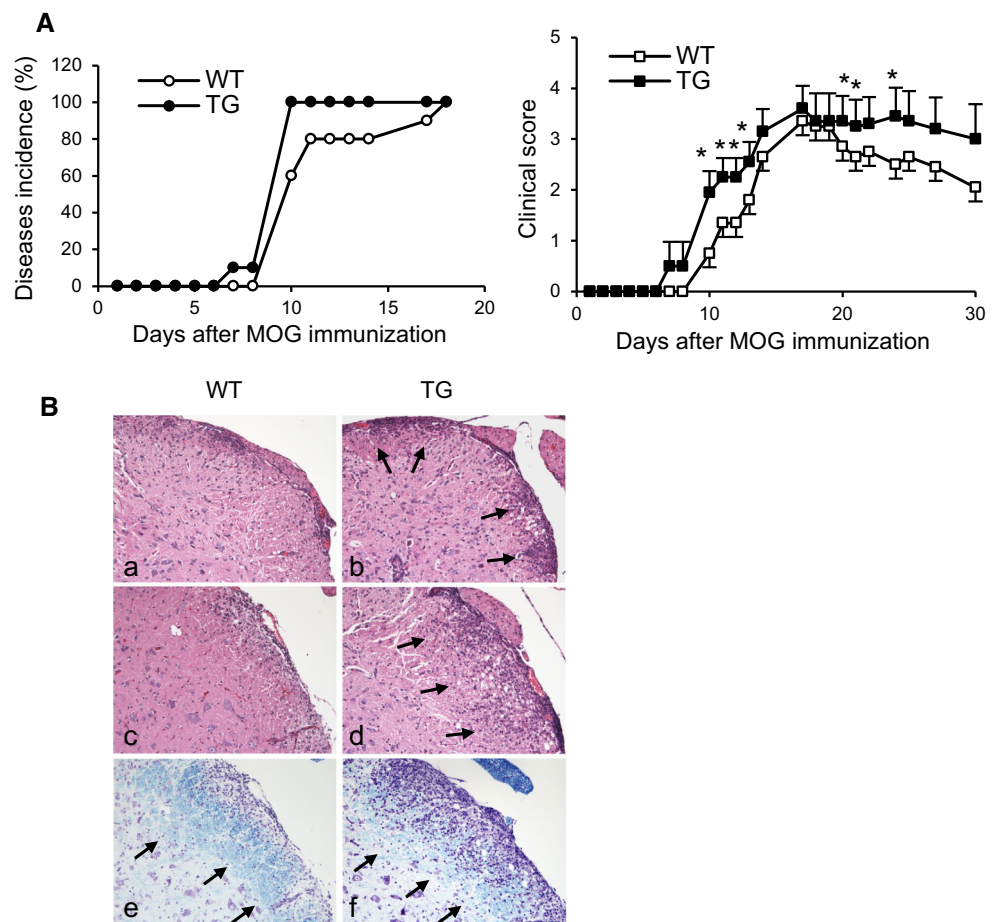 A
Diseases incidence (%)
120
100
80
60
40
20
0
WT
TG
0 5 10 15 20
Days after MOG immunization
Clinical score
5
4
3
2
1
0
WT
TG
* * * * * * *
0 10 20 30
Days after MOG immunization
B
WT TG
a b
c d
e f